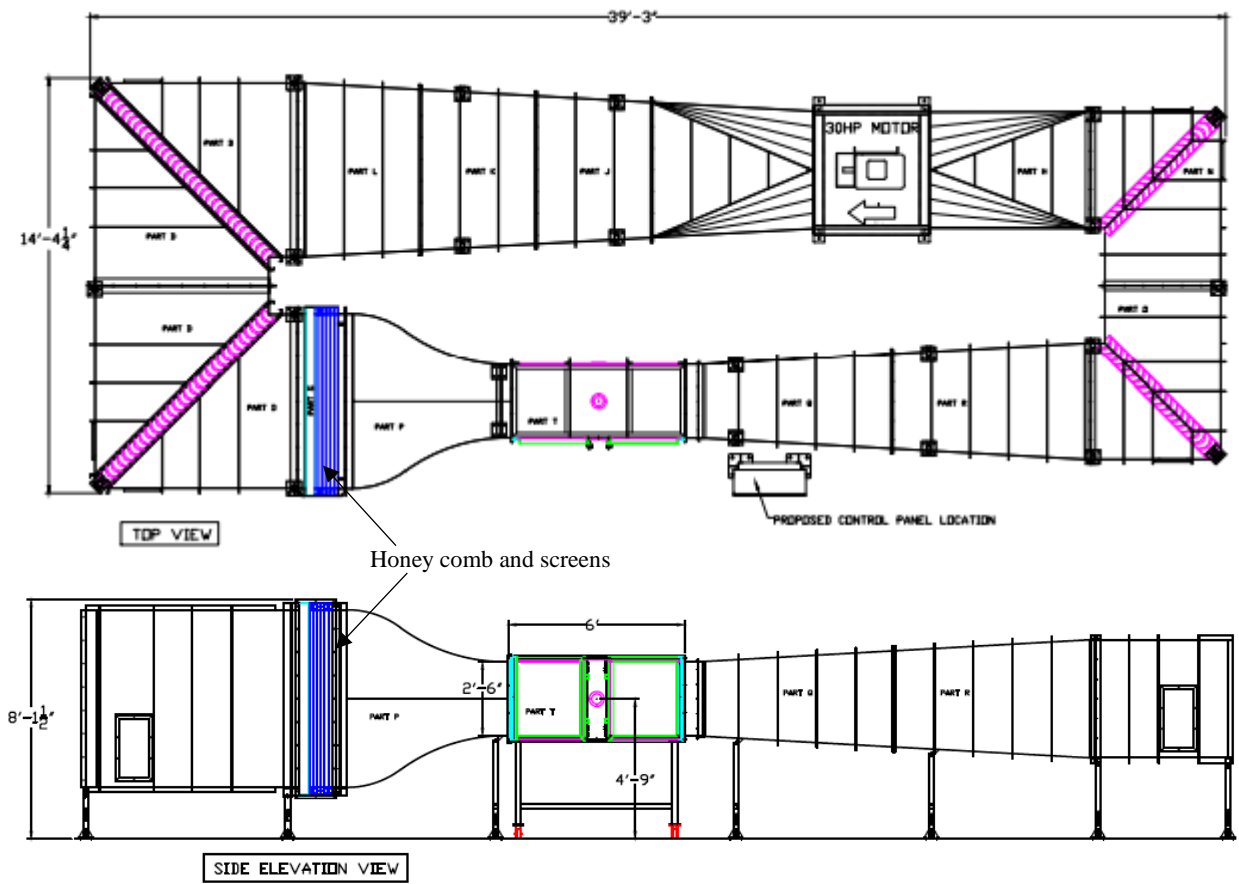 39'-3"
30HP MOTOR
PART L
PART K
PART J
PART H
PART N
14'-4 1/4"
PART D
PART D
PART D
PART P
PART T
PART Q
PART R
PROPOSED CONTROL PANEL LOCATION
TOP VIEW
Honey comb and screens
6'
2'-6"
8'-1 1/2"
PART P
PART T
PART Q
PART R
4'-9"
SIDE ELEVATION VIEW